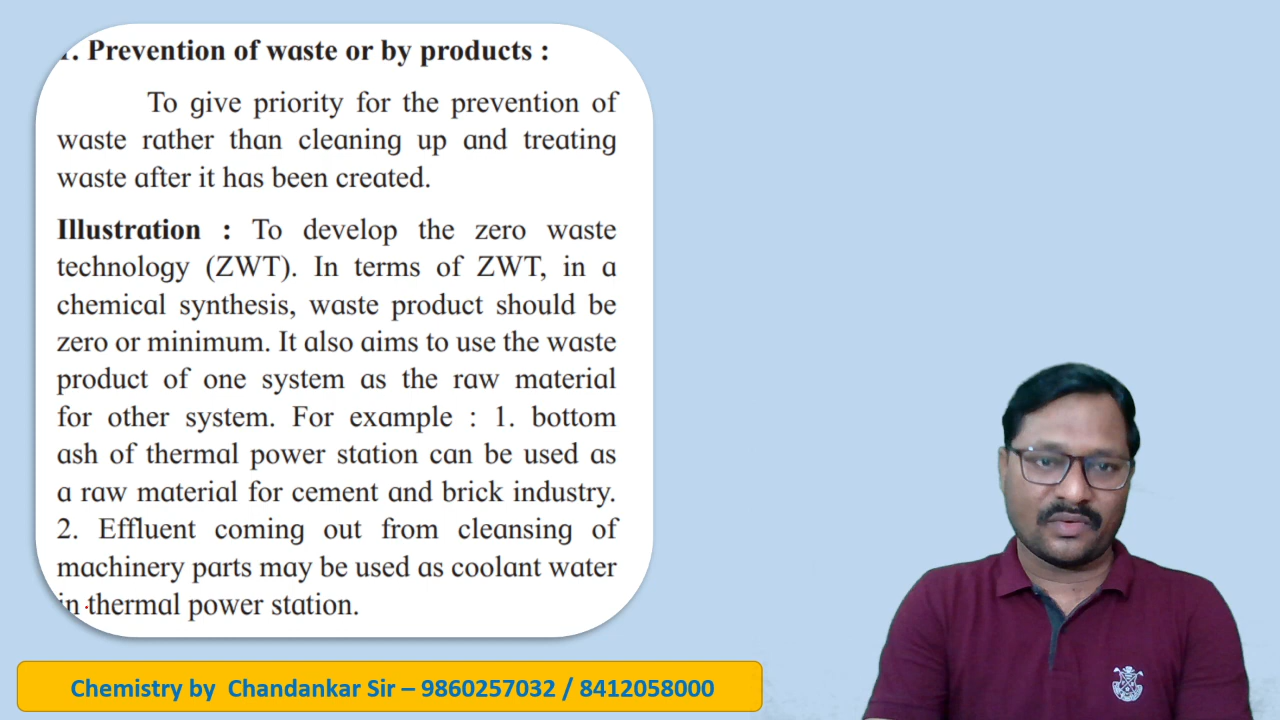 1. Prevention of waste or by products :
To give priority for the prevention of
waste rather than cleaning up and treating
waste after it has been created.
Illustration : To develop the zero waste
technology (ZWT). In terms of ZWT, in a
chemical synthesis, waste product should be
zero or minimum. It also aims to use the waste
product of one system as the raw material
for other system. For example : 1. bottom
ash of thermal power station can be used as
a raw material for cement and brick industry.
2. Effluent coming out from cleansing of
machinery parts may be used as coolant water
in thermal power station.
Chemistry by Chandankar Sir – 9860257032 / 8412058000